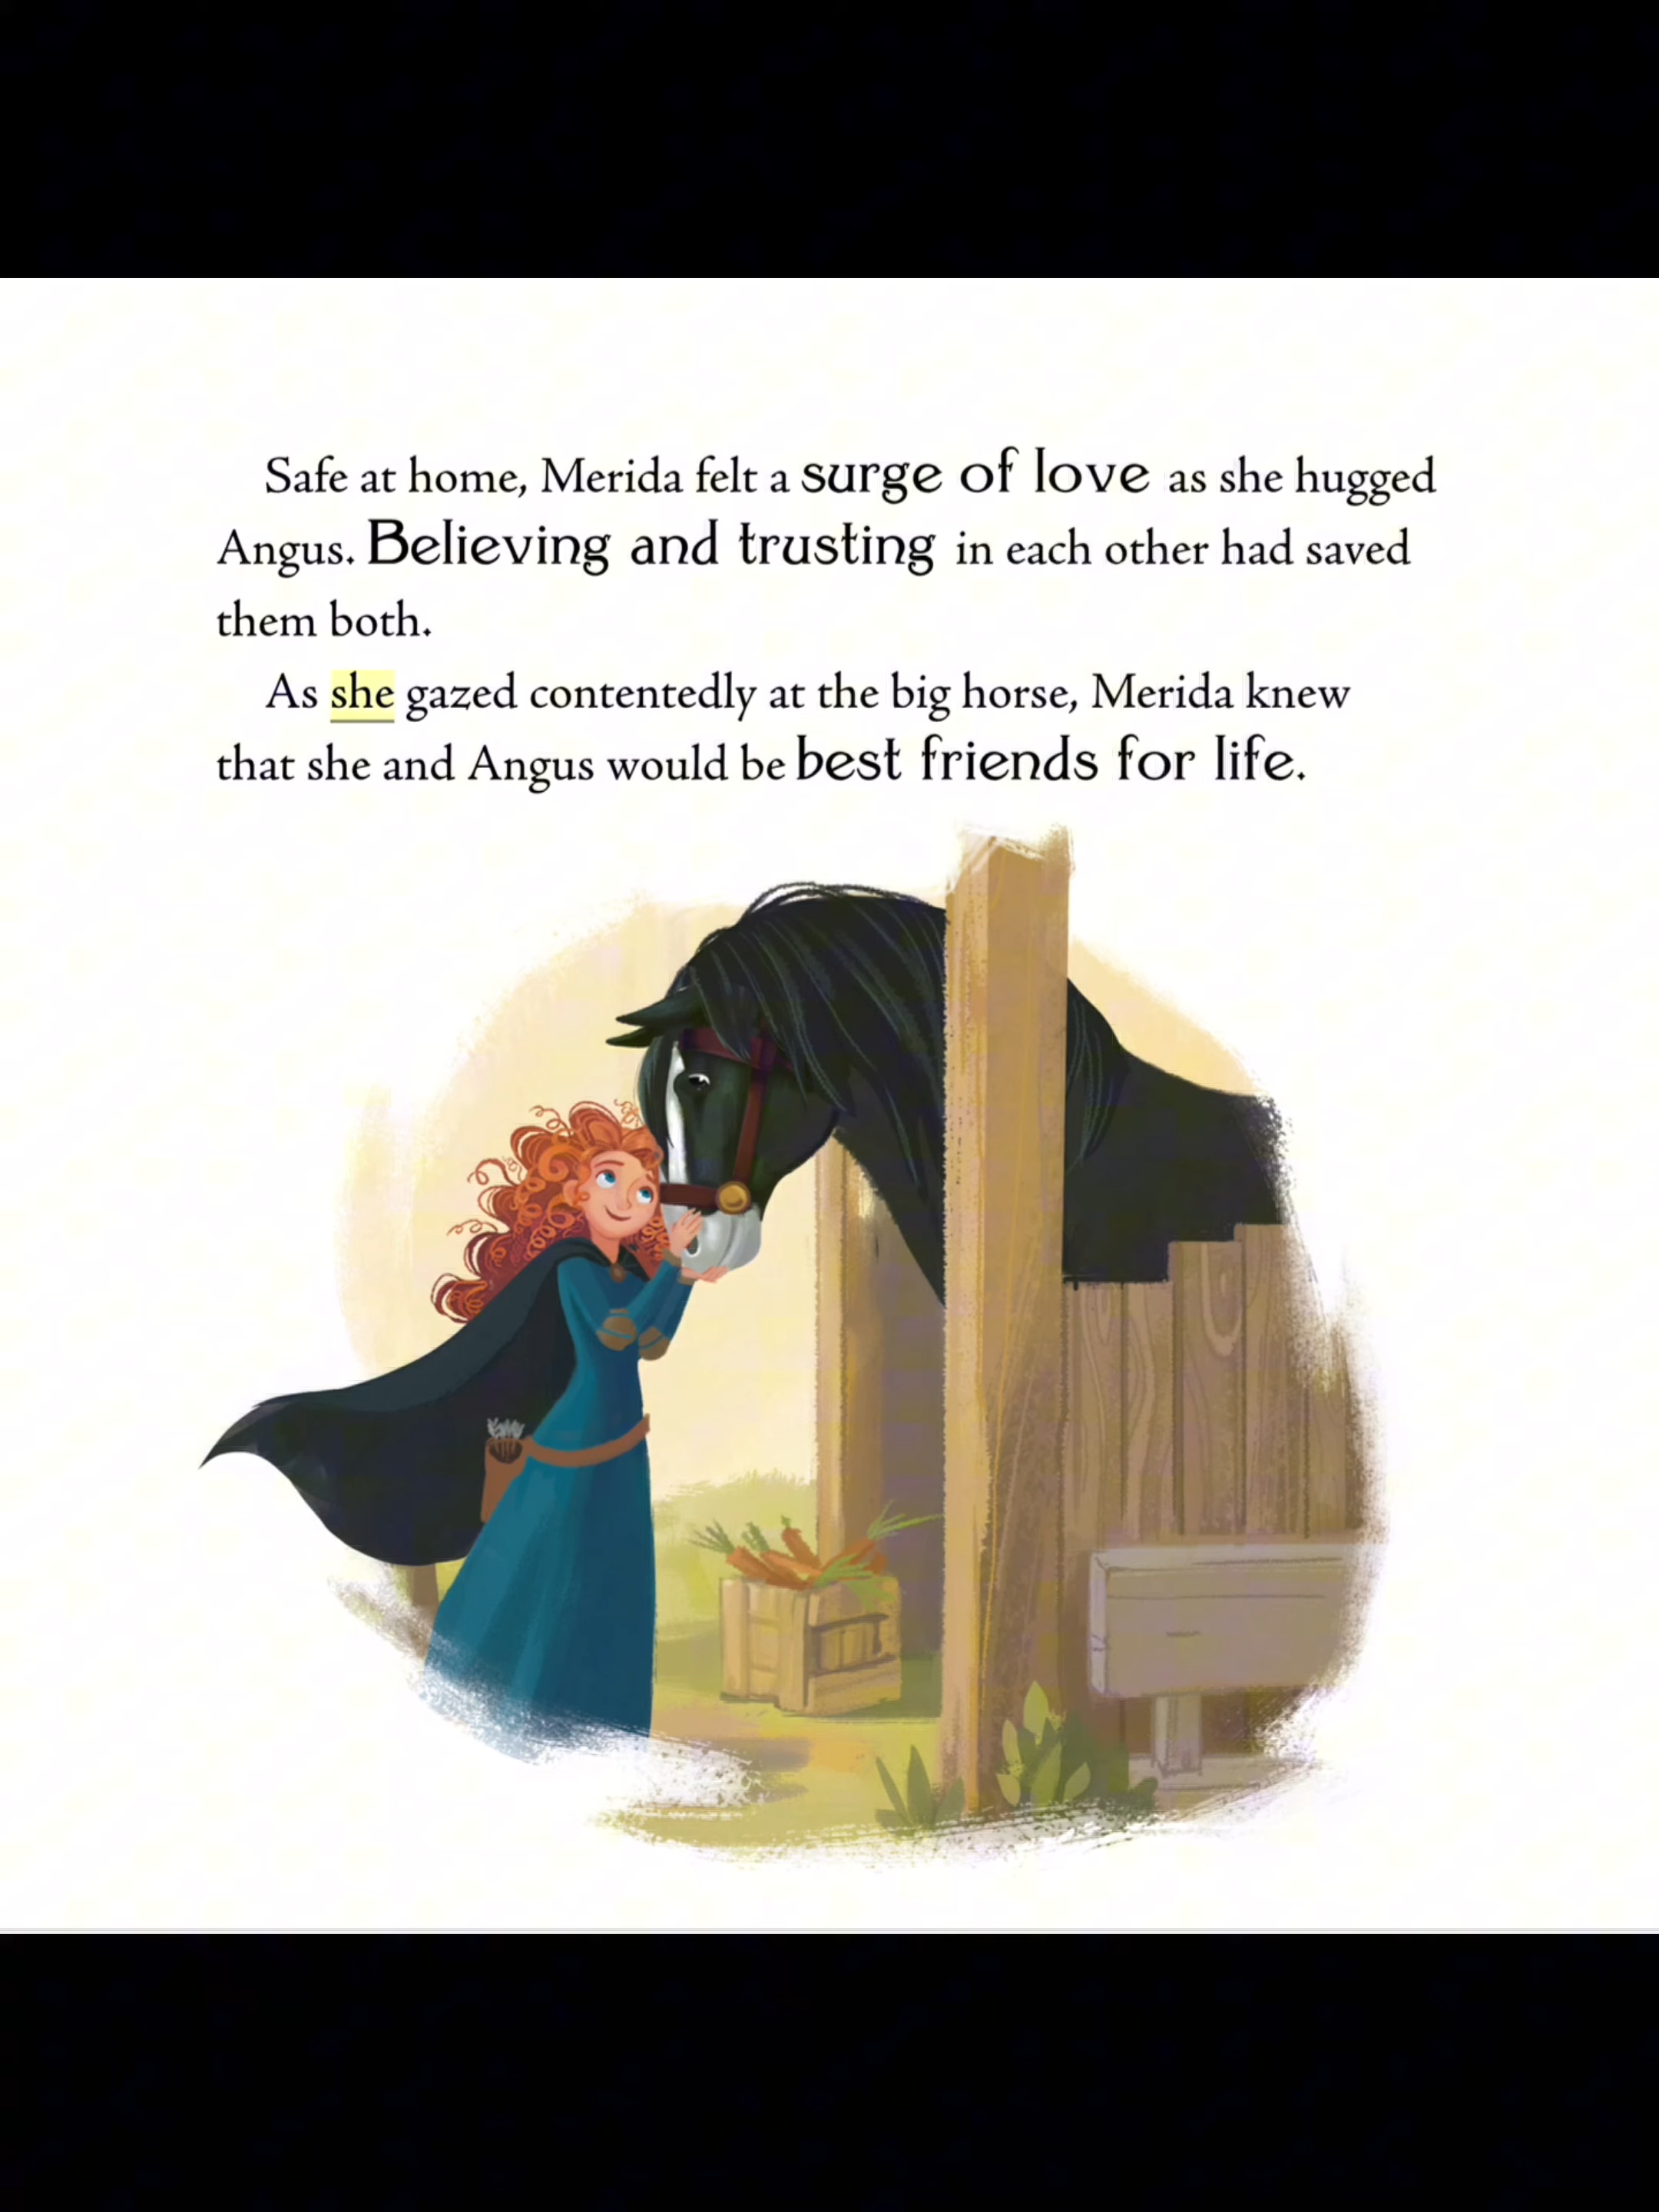 Safe at home, Merida felt a surge of love as she hugged
Angus. Believing and trusting in each other had saved
them both.
As she gazed contentedly at the big horse, Merida knew
that she and Angus would be best friends for life.